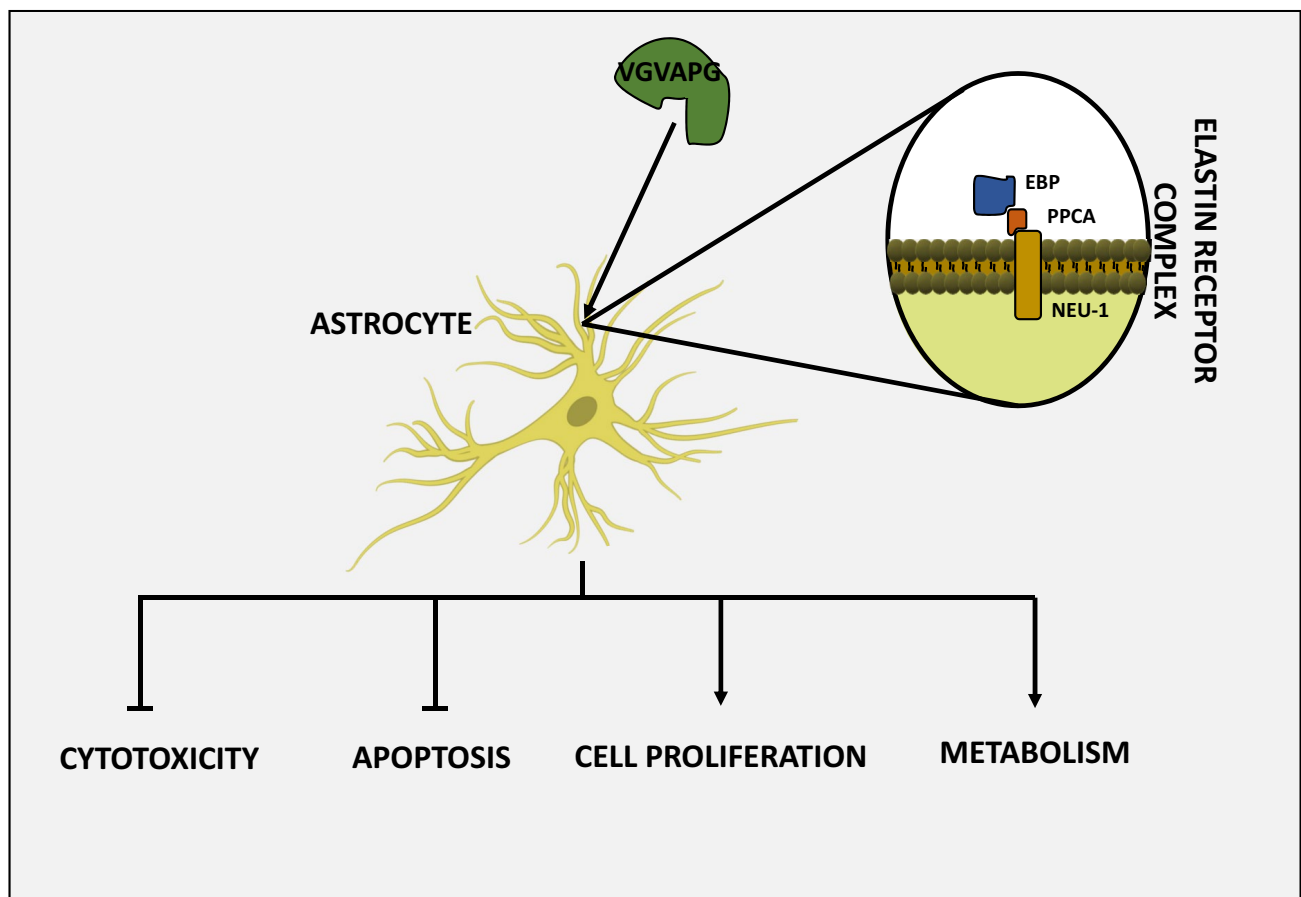 VGVAPG
ELASTIN RECEPTOR
COMPLEX
EBP
PPCA
NEU-1
ASTROCYTE
CYTOTOXICITY
APOPTOSIS
CELL PROLIFERATION
METABOLISM